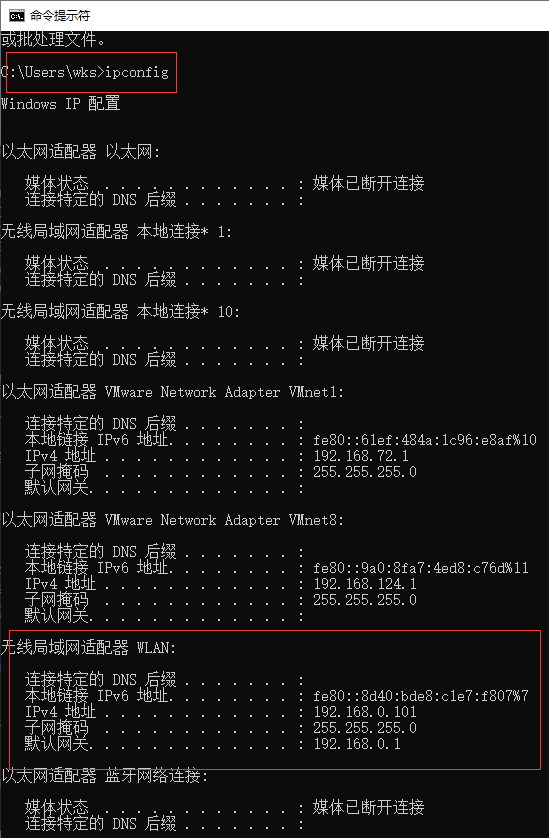 命令提示符
或批处理文件。
C:\Users\wks>ipconfig
Windows IP 配置
以太网适配器 以太网:
媒体状态 . . . . . . . . . . . . : 媒体已断开连接
连接特定的 DNS 后缀 . . . . . . . :
无线局域网适配器 本地连接* 1:
媒体状态 . . . . . . . . . . . . : 媒体已断开连接
连接特定的 DNS 后缀 . . . . . . . :
无线局域网适配器 本地连接* 10:
媒体状态 . . . . . . . . . . . . : 媒体已断开连接
连接特定的 DNS 后缀 . . . . . . . :
以太网适配器 VMware Network Adapter VMnet1:
连接特定的 DNS 后缀 . . . . . . . :
本地链接 IPv6 地址. . . . . . . . : fe80::61ef:484a:1c96:e8af%10
IPv4 地址 . . . . . . . . . . . . : 192.168.72.1
子网掩码 . . . . . . . . . . . . : 255.255.255.0
默认网关. . . . . . . . . . . . . :
以太网适配器 VMware Network Adapter VMnet8:
连接特定的 DNS 后缀 . . . . . . . :
本地链接 IPv6 地址. . . . . . . . : fe80::9a0:8fa7:4ed8:c76d%11
IPv4 地址 . . . . . . . . . . . . : 192.168.124.1
子网掩码 . . . . . . . . . . . . : 255.255.255.0
默认网关. . . . . . . . . . . . . :
无线局域网适配器 WLAN:
连接特定的 DNS 后缀 . . . . . . . :
本地链接 IPv6 地址. . . . . . . . : fe80::8d40:bde8:c1e7:f807%7
IPv4 地址 . . . . . . . . . . . . : 192.168.0.101
子网掩码 . . . . . . . . . . . . : 255.255.255.0
默认网关. . . . . . . . . . . . . : 192.168.0.1
以太网适配器 蓝牙网络连接:
媒体状态 . . . . . . . . . . . . : 媒体已断开连接
连接特定的 DNS 后缀 . . . . . . . :